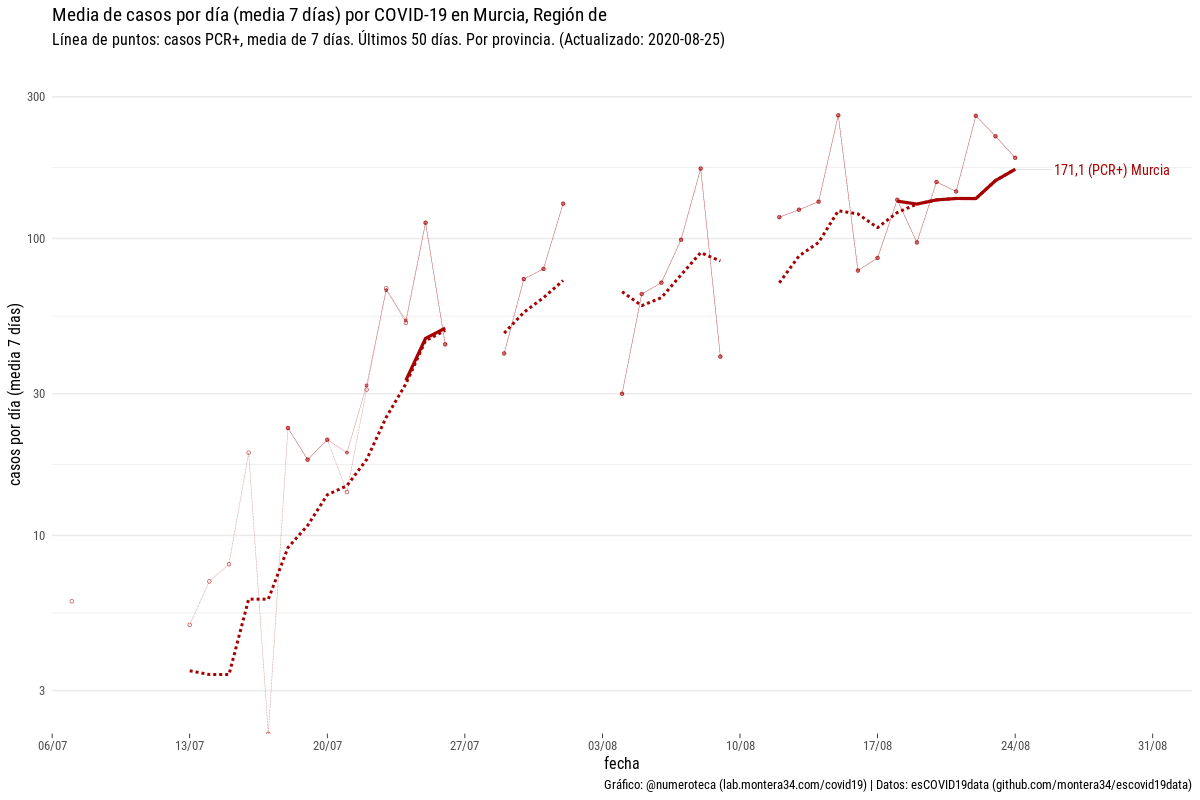 Media de casos por día (media 7 días) por COVID-19 en Murcia, Región de
Línea de puntos: casos PCR+, media de 7 días. Últimos 50 días. Por provincia. (Actualizado: 2020-08-25)
300
171,1 (PCR+) Murcia
100
casos por día (media 7 días)
30
10
3
06/07 13/07 20/07 27/07 03/08 10/08 17/08 24/08 31/08
fecha
Gráfico: @numeroteca (lab.montera34.com/covid19) | Datos: esCOVID19data (github.com/montera34/escovid19data)